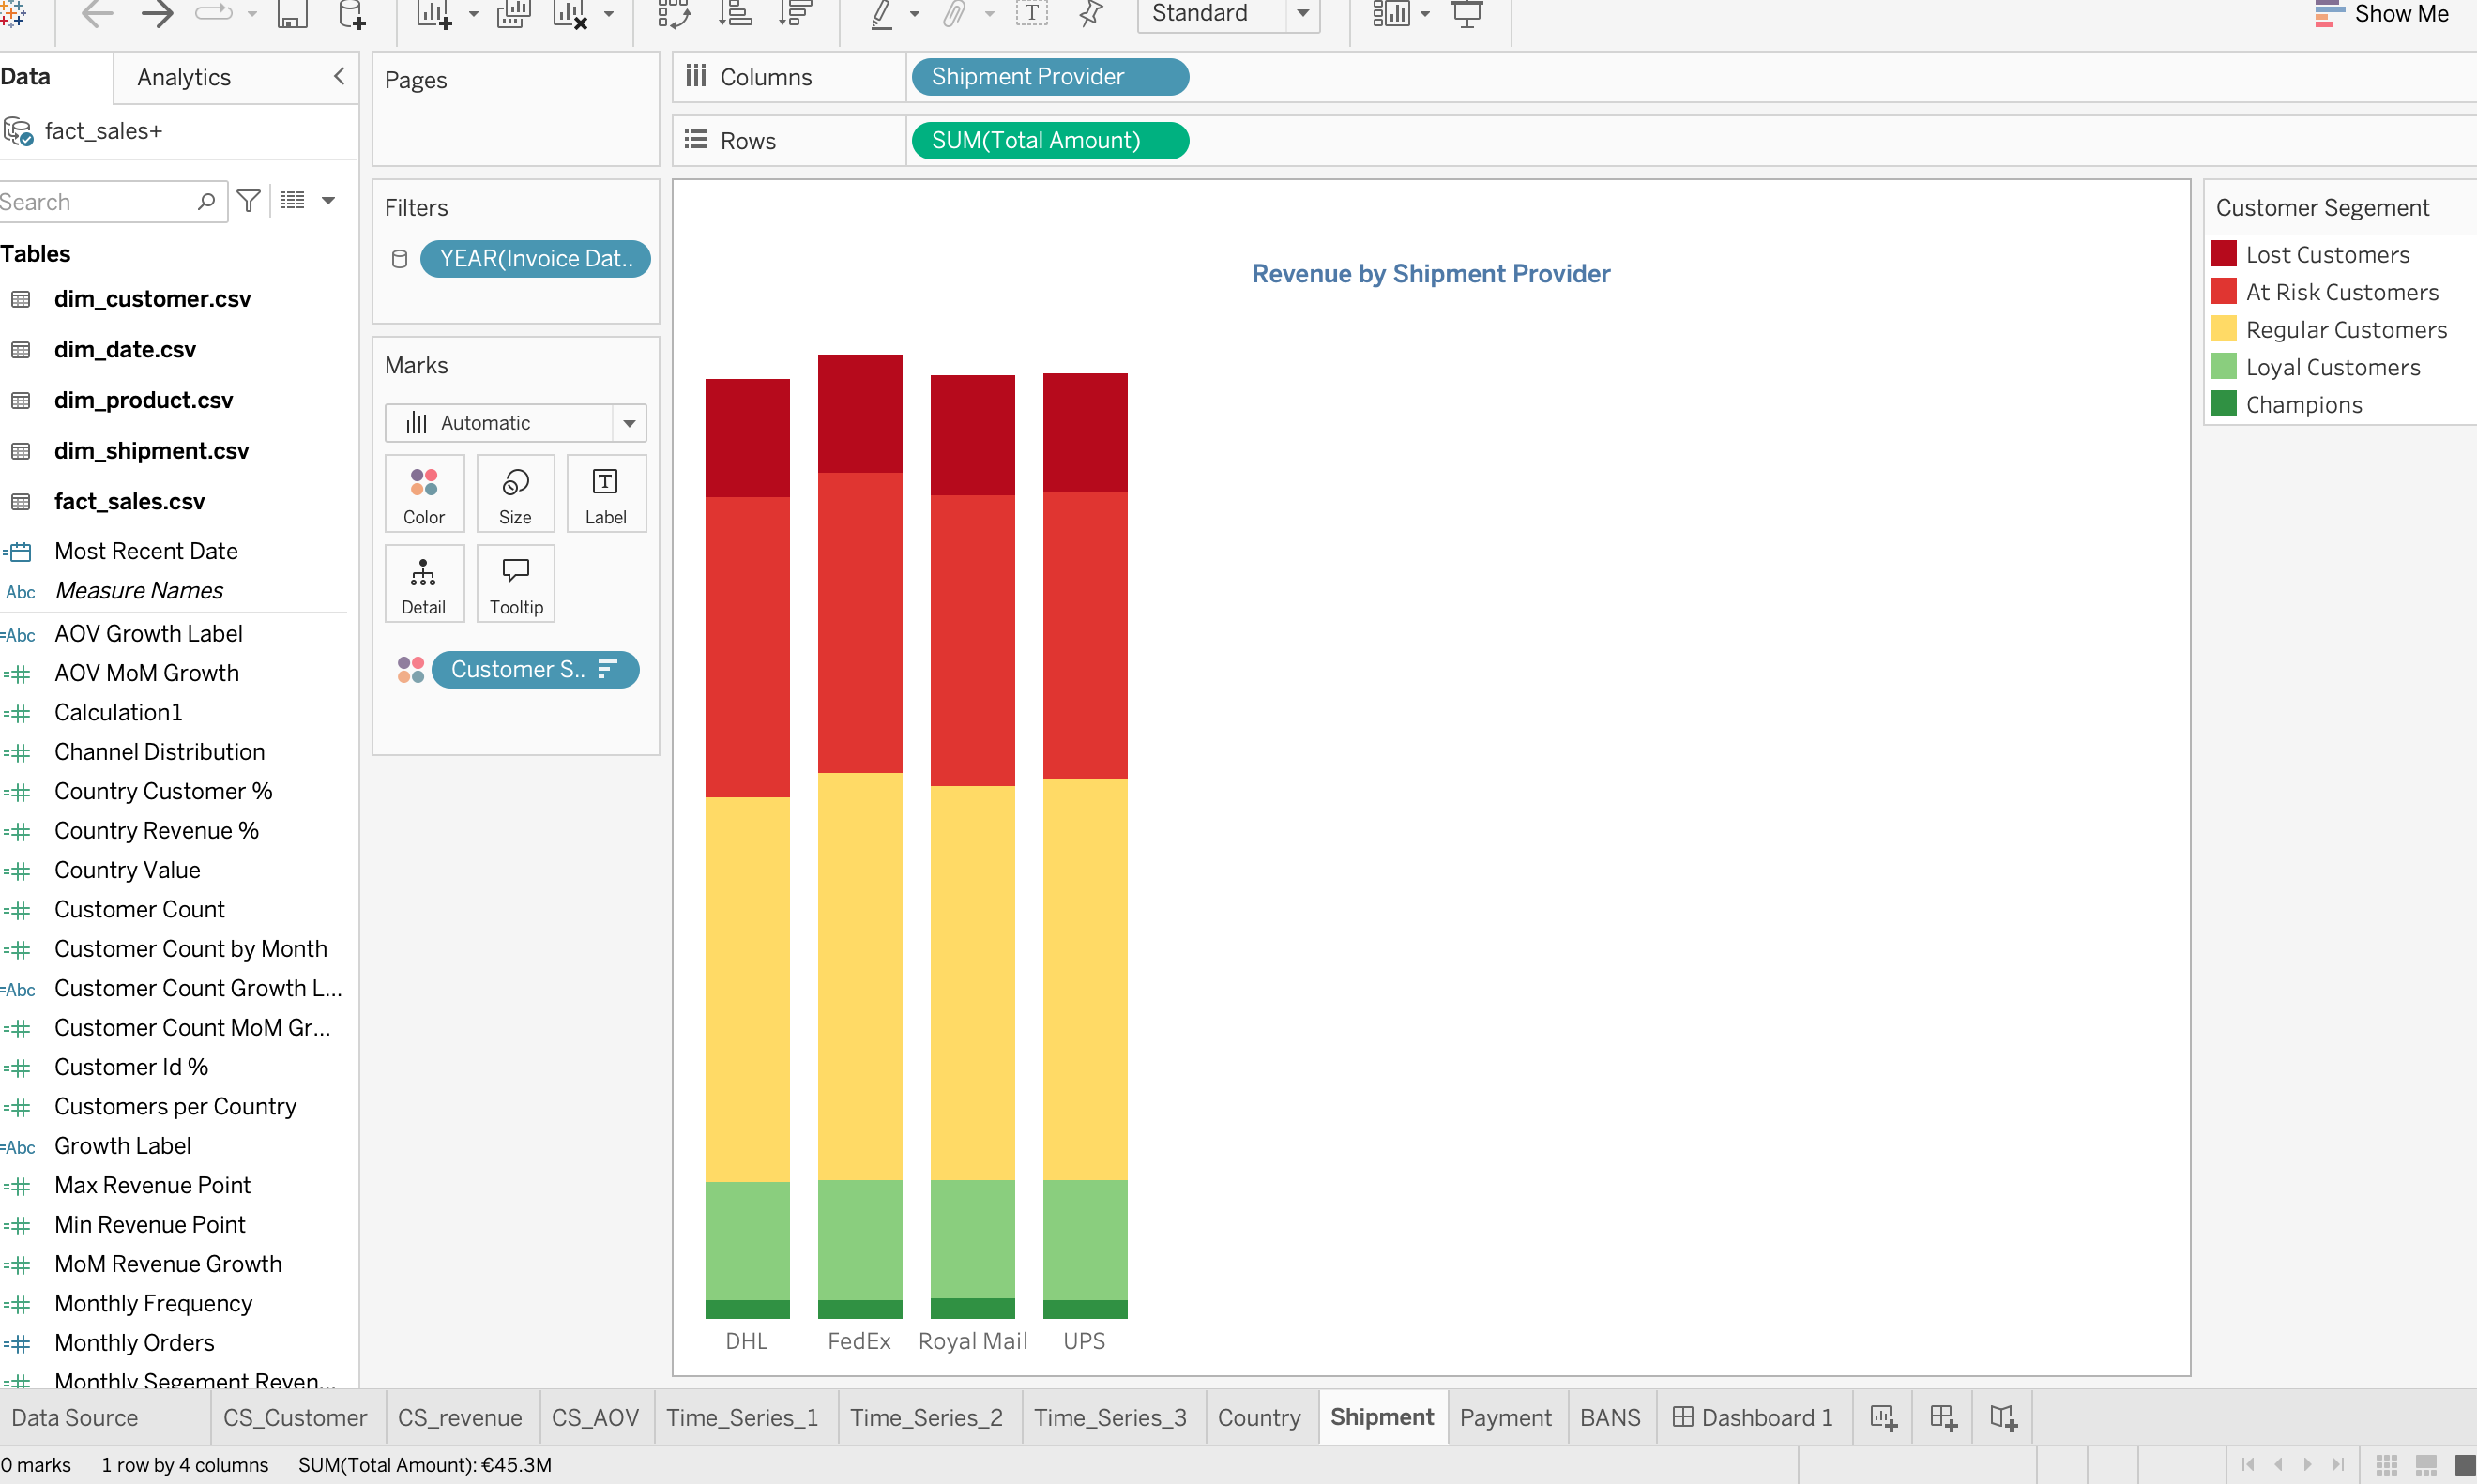 Standard
Show Me
Data
Analytics
fact_sales+
Search
Tables
dim_customer.csv
dim_date.csv
dim_product.csv
dim_shipment.csv
fact_sales.csv
Most Recent Date
Abc Measure Names
=Abc AOV Growth Label
AOV MoM Growth
Calculation1
Channel Distribution
Country Customer %
Country Revenue %
Country Value
Customer Count
Customer Count by Month
=Abc Customer Count Growth L...
Customer Count MoM Gr...
Customer Id %
Customers per Country
=Abc Growth Label
Max Revenue Point
Min Revenue Point
MoM Revenue Growth
Monthly Frequency
Monthly Orders
Monthly Segement Reven...
Pages
Filters
YEAR(Invoice Dat..
Marks
Automatic
Color
Size
Label
Detail
Tooltip
Customer S..
Columns
Shipment Provider
Rows
SUM(Total Amount)
Revenue by Shipment Provider
DHL
FedEx
Royal Mail
UPS
Customer Segement
Lost Customers
At Risk Customers
Regular Customers
Loyal Customers
Champions
Data Source
CS_Customer
CS_revenue
CS_AOV
Time_Series_1
Time_Series_2
Time_Series_3
Country
Shipment
Payment
BANS
Dashboard 1
0 marks
1 row by 4 columns
SUM(Total Amount): €45.3M